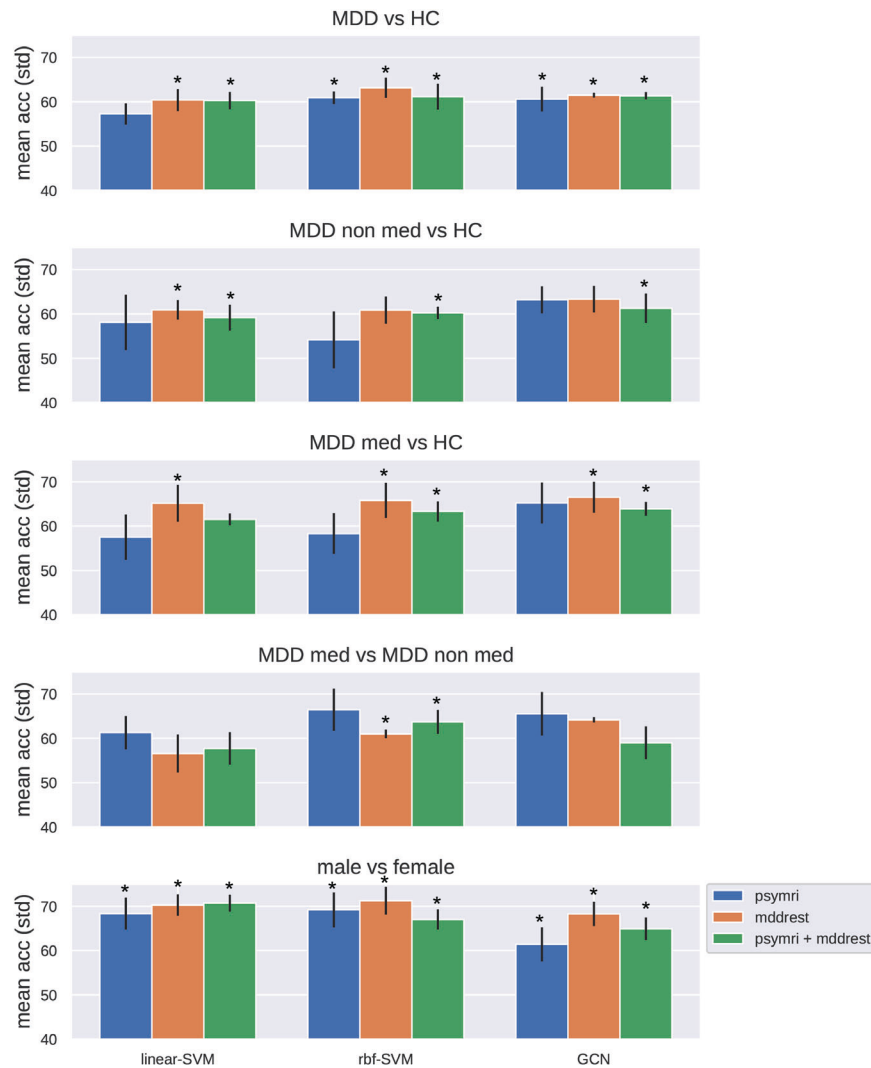 MDD vs HC
mean acc (std)
70
60
50
40
* * * * * * * *
MDD non med vs HC
mean acc (std)
70
60
50
40
* * * *
MDD med vs HC
mean acc (std)
70
60
50
40
* * * * *
MDD med vs MDD non med
mean acc (std)
70
60
50
40
* *
male vs female
mean acc (std)
70
60
50
40
* * * * * * * * *
linear-SVM rbf-SVM GCN
psymri
mddrest
psymri + mddrest